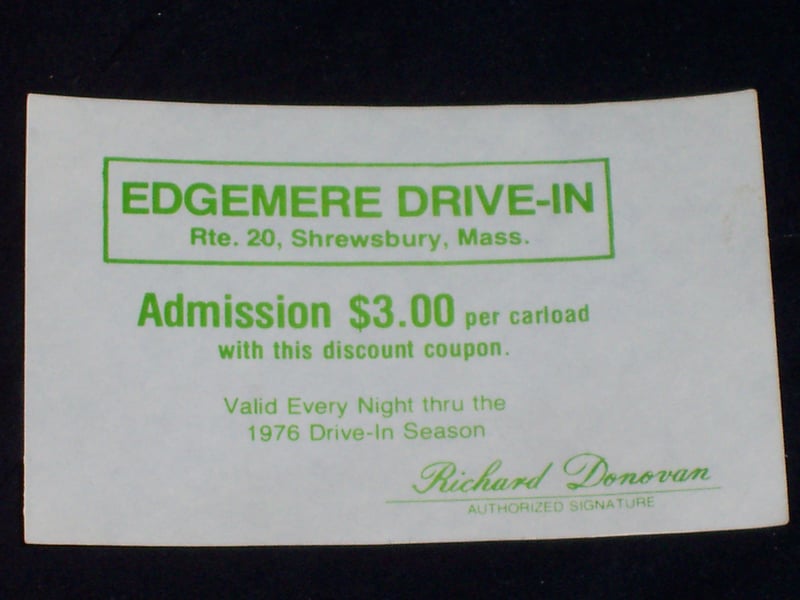 EDGEMERE DRIVE-IN
Rte. 20, Shrewsbury, Mass.
Admission $3.00 per carload
with this discount coupon.
Valid Every Night thru the
1976 Drive-In Season
Richard Donovan
AUTHORIZED SIGNATURE